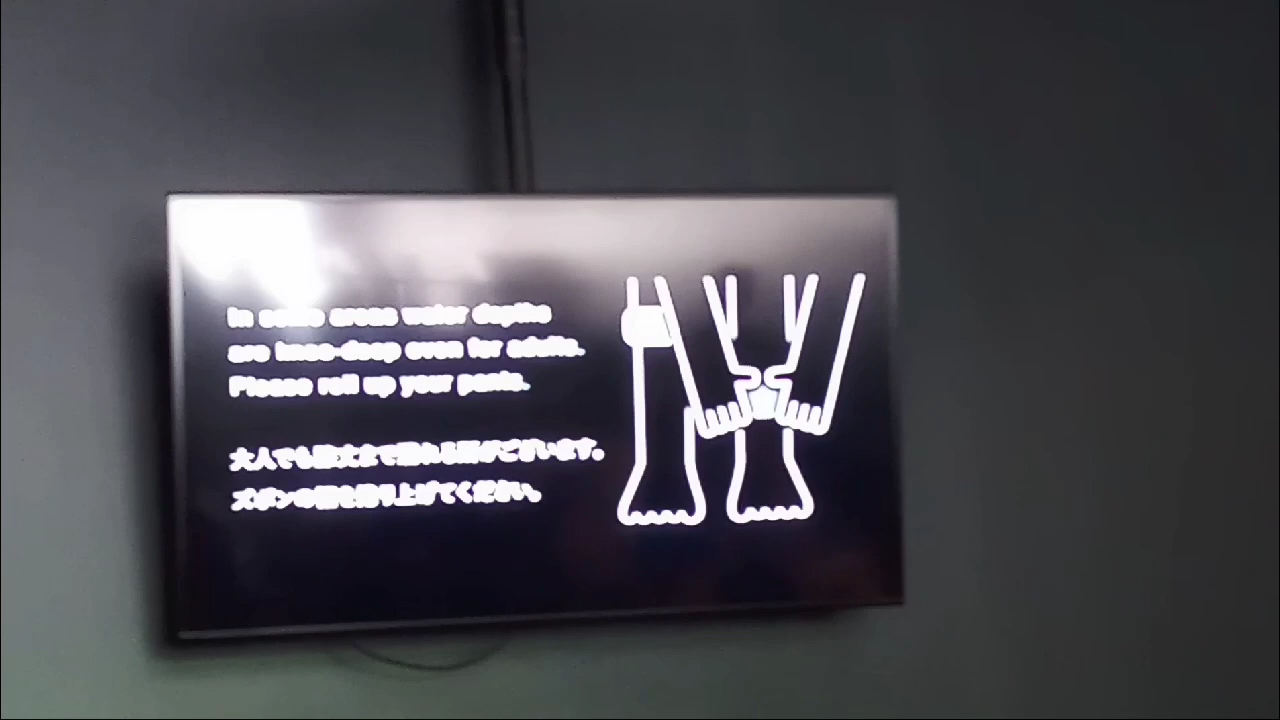 In some areas water depths
are knee-deep even for adults.
Please roll up your pants.
大人でも膝丈まで濡れる所がございます。
ズボンの裾を捲り上げてください。